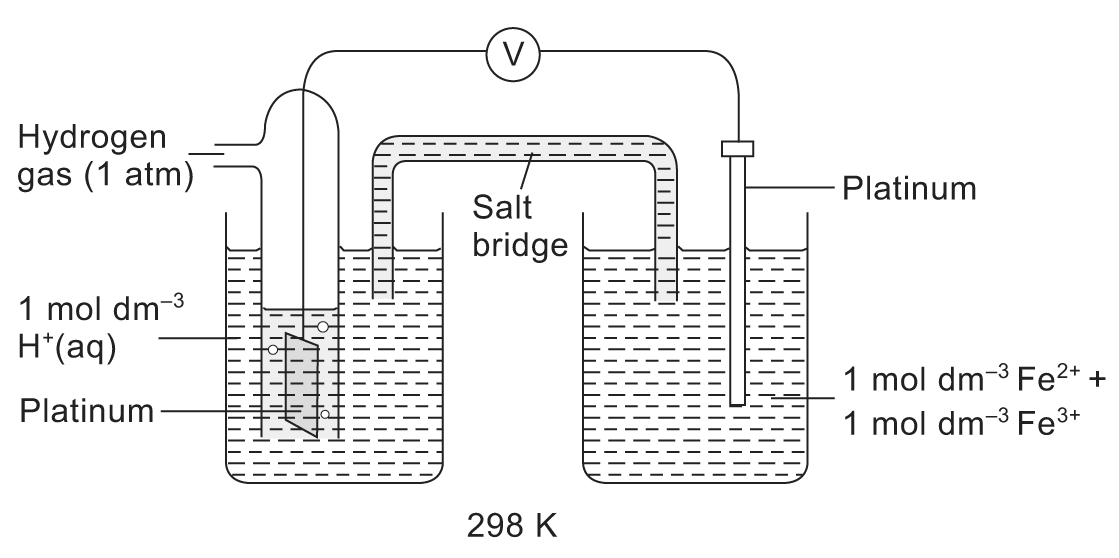 V
Hydrogen
gas (1 atm)
Salt
bridge
Platinum
1 mol dm⁻³
H⁺(aq)
Platinum
1 mol dm⁻³ Fe²⁺ +
1 mol dm⁻³ Fe³⁺
298 K